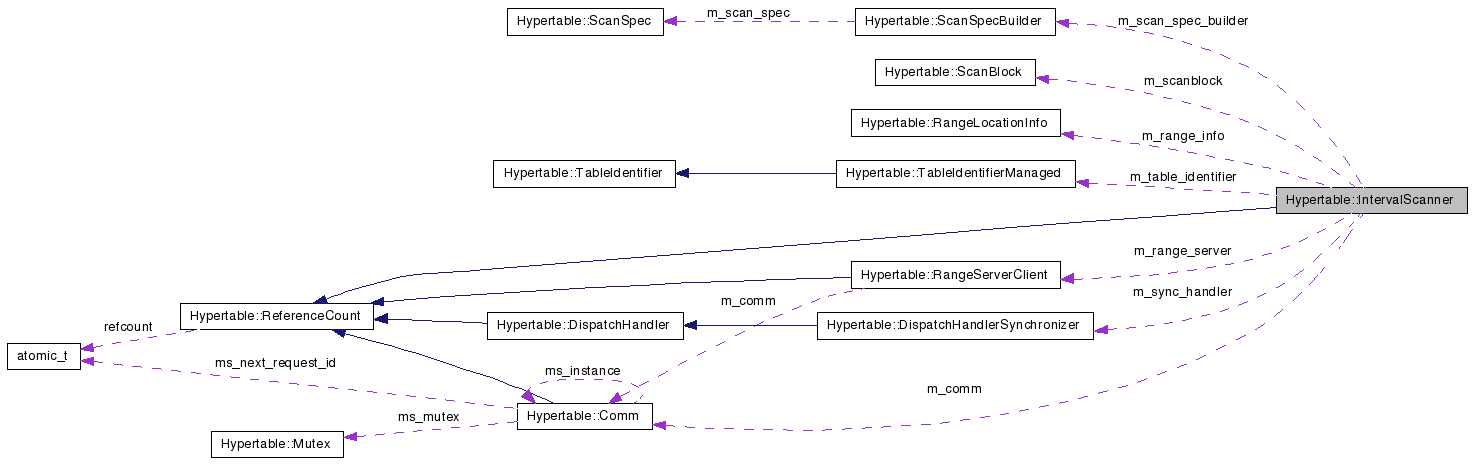 m_scan_spec
Hypertable::ScanSpec
Hypertable::ScanSpecBuilder
m_scan_spec_builder
Hypertable::ScanBlock
m_scanblock
Hypertable::RangeLocationInfo
m_range_info
Hypertable::TableIdentifier
Hypertable::TableIdentifierManaged
m_table_identifier
Hypertable::IntervalScanner
m_range_server
Hypertable::RangeServerClient
m_comm
m_sync_handler
Hypertable::ReferenceCount
Hypertable::DispatchHandler
Hypertable::DispatchHandlerSynchronizer
refcount
atomic_t
ms_next_request_id
ms_instance
m_comm
ms_mutex
Hypertable::Comm
Hypertable::Mutex